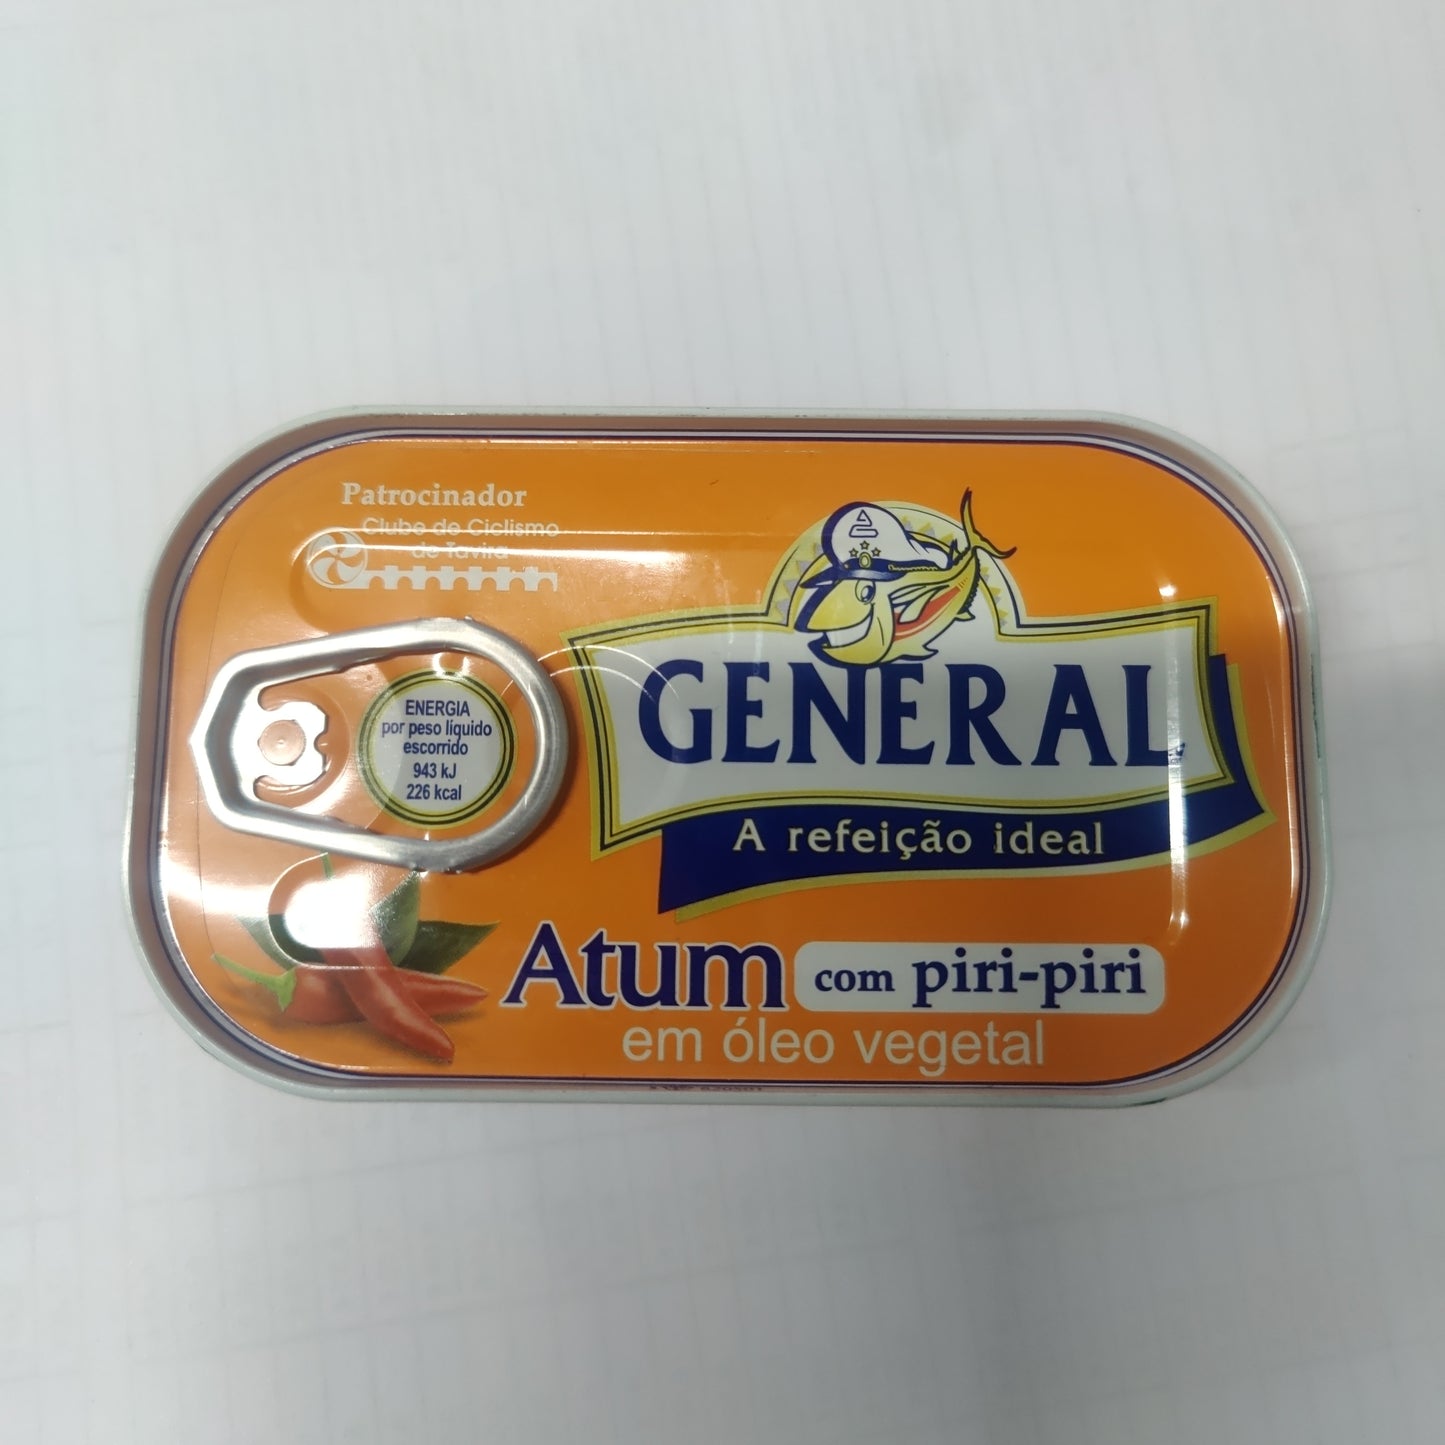 Patrocinador
Clube de Ciclismo
de Tavira
GENERAL
A refeição ideal
ENERGIA
por peso líquido
escorrido
943 kJ
226 kcal
Atum com piri-piri
em óleo vegetal